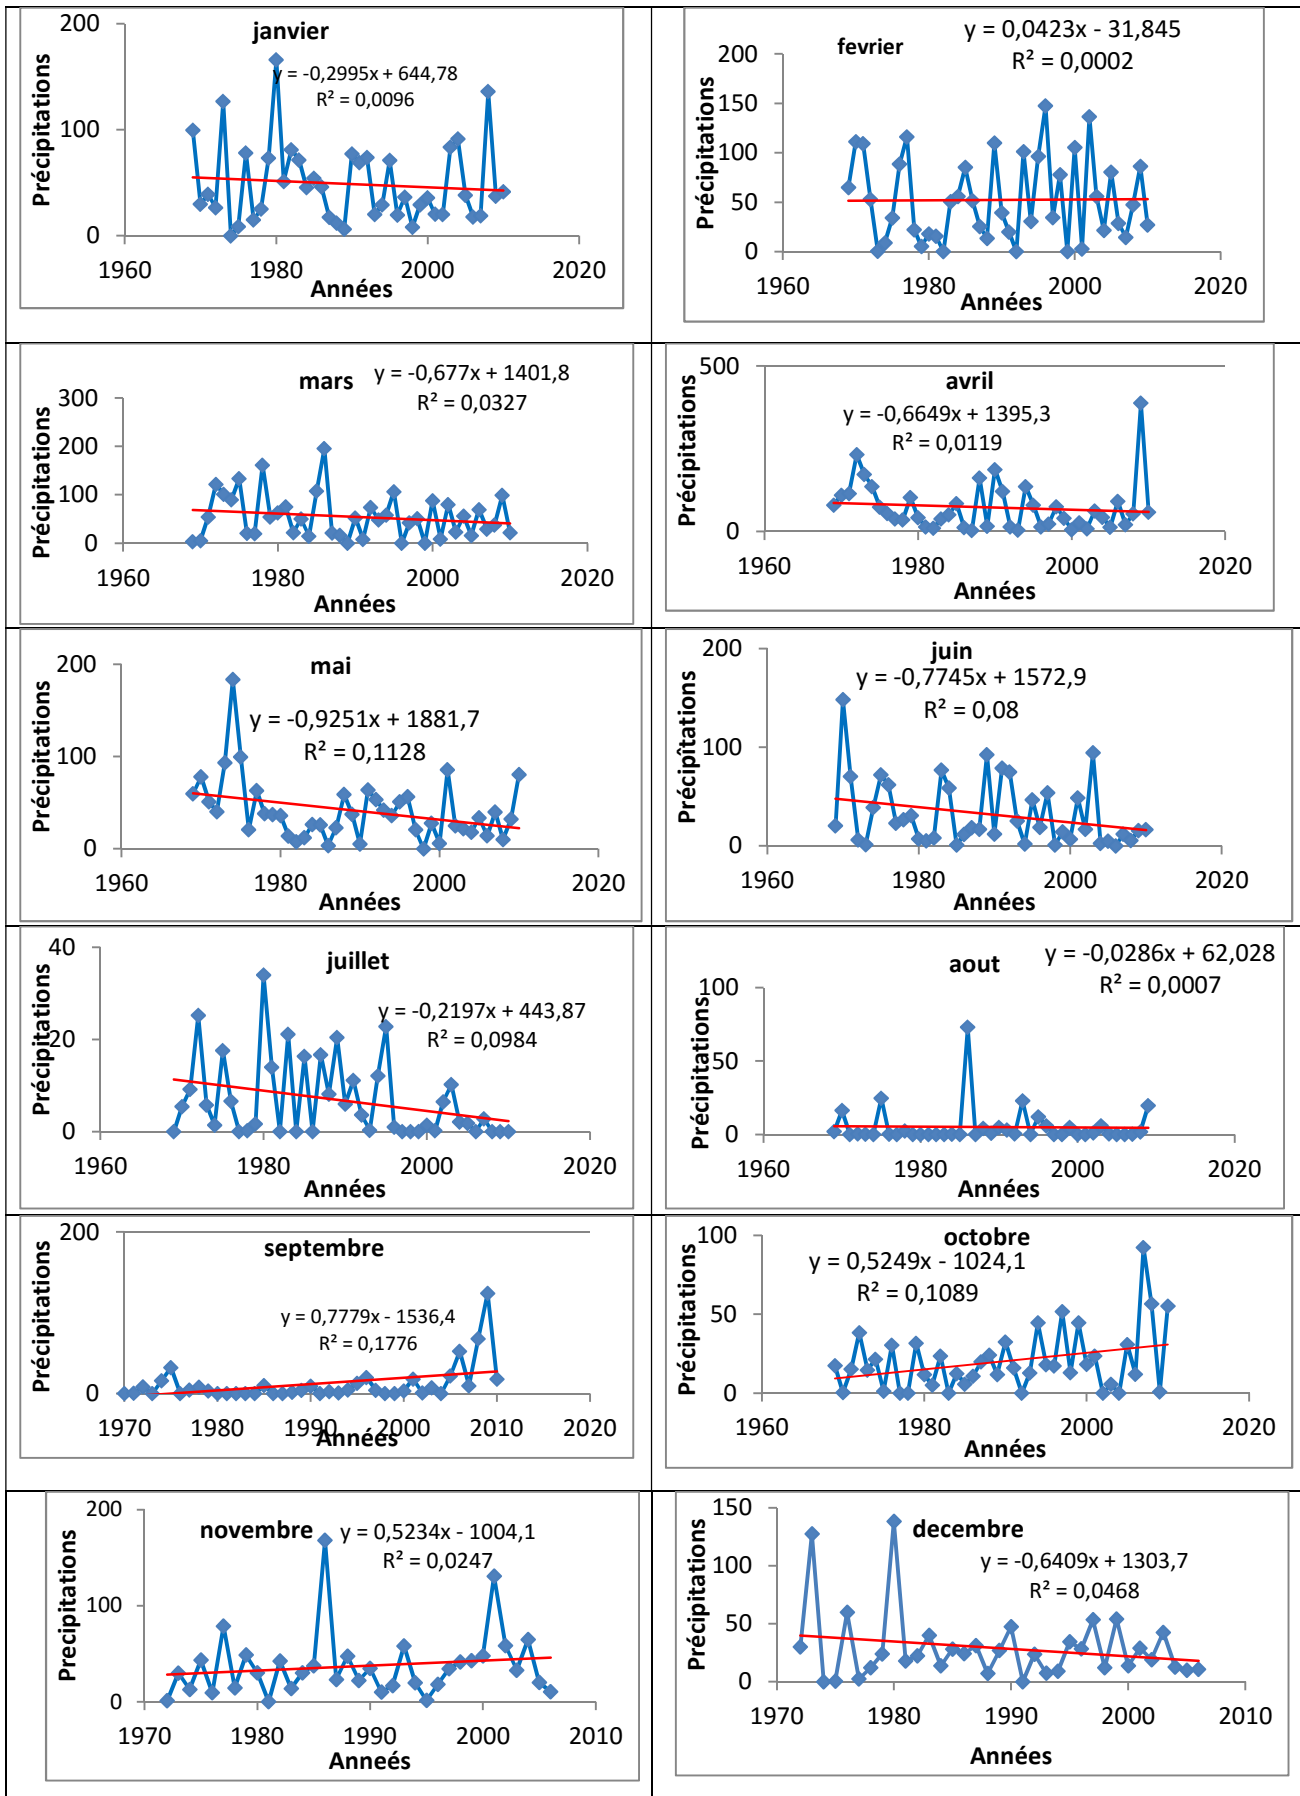 janvier
y = -0,2995x + 644,78
R² = 0,0096
Précipitations
200
100
0
1960 1980 2000 2020
Années
fevrier
y = 0,0423x - 31,845
R² = 0,0002
Précipitations
200
150
100
50
0
1960 1980 2000 2020
Années
mars
y = -0,677x + 1401,8
R² = 0,0327
Précipitations
300
200
100
0
1960 1980 2000 2020
Années
avril
y = -0,6649x + 1395,3
R² = 0,0119
Précipitations
500
0
1960 1980 2000 2020
Années
mai
y = -0,9251x + 1881,7
R² = 0,1128
Précipitations
200
100
0
1960 1980 2000 2020
Années
juin
y = -0,7745x + 1572,9
R² = 0,08
Précipîtations
200
100
0
1960 1980 2000 2020
Années
juillet
y = -0,2197x + 443,87
R² = 0,0984
Précipitations
40
20
0
1960 1980 2000 2020
Années
aout
y = -0,0286x + 62,028
R² = 0,0007
Précipitations
100
50
0
1960 1980 2000 2020
Années
septembre
y = 0,7779x - 1536,4
R² = 0,1776
Précipitations
200
0
1970 1980 1990 2000 2010 2020
Années
octobre
y = 0,5249x - 1024,1
R² = 0,1089
Précipitations
100
50
0
1960 1980 2000 2020
Années
novembre
y = 0,5234x - 1004,1
R² = 0,0247
Precipitations
200
100
0
1970 1980 1990 2000 2010
Anneés
decembre
y = -0,6409x + 1303,7
R² = 0,0468
Précipitations
150
100
50
0
1970 1980 1990 2000 2010
Années